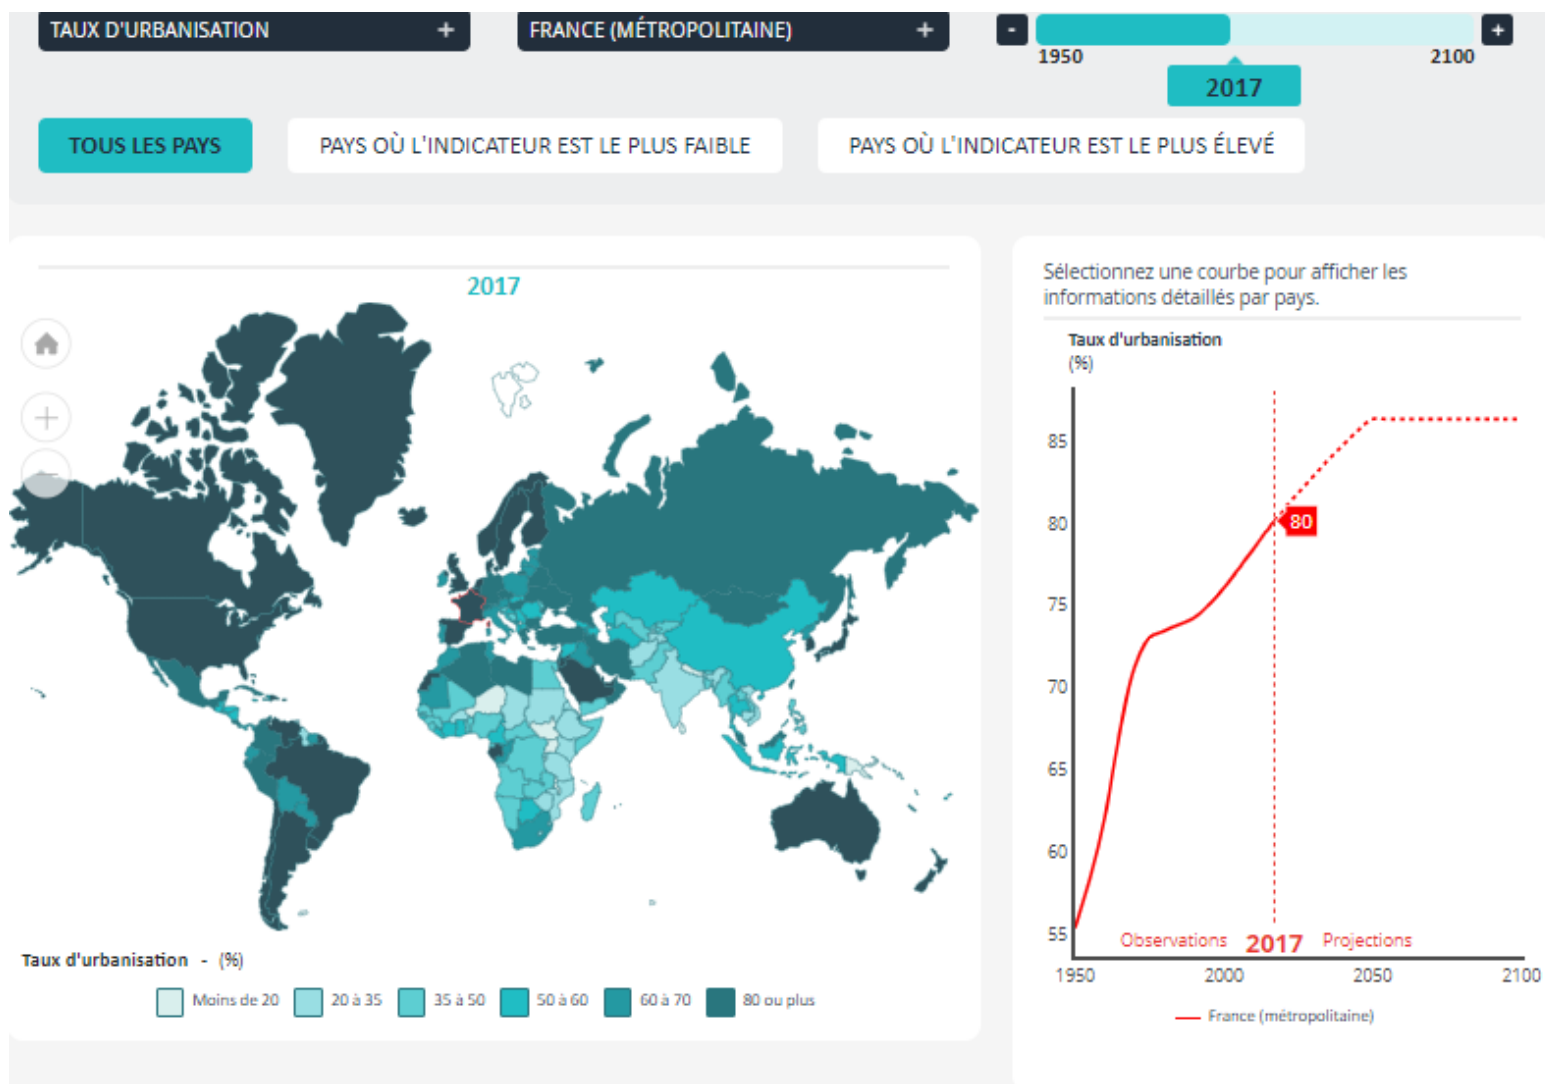 TAUX D'URBANISATION +
FRANCE (MÉTROPOLITAINE) +
- +
1950 2100
2017
TOUS LES PAYS
PAYS OÙ L'INDICATEUR EST LE PLUS FAIBLE
PAYS OÙ L'INDICATEUR EST LE PLUS ÉLEVÉ
2017
Taux d'urbanisation - (%)
Moins de 20
20 à 35
35 à 50
50 à 60
60 à 70
80 ou plus
Sélectionnez une courbe pour afficher les
informations détaillés par pays.
Taux d'urbanisation
(%)
85
80
80
75
70
65
60
55
Observations 2017 Projections
1950 2000 2050 2100
France (métropolitaine)